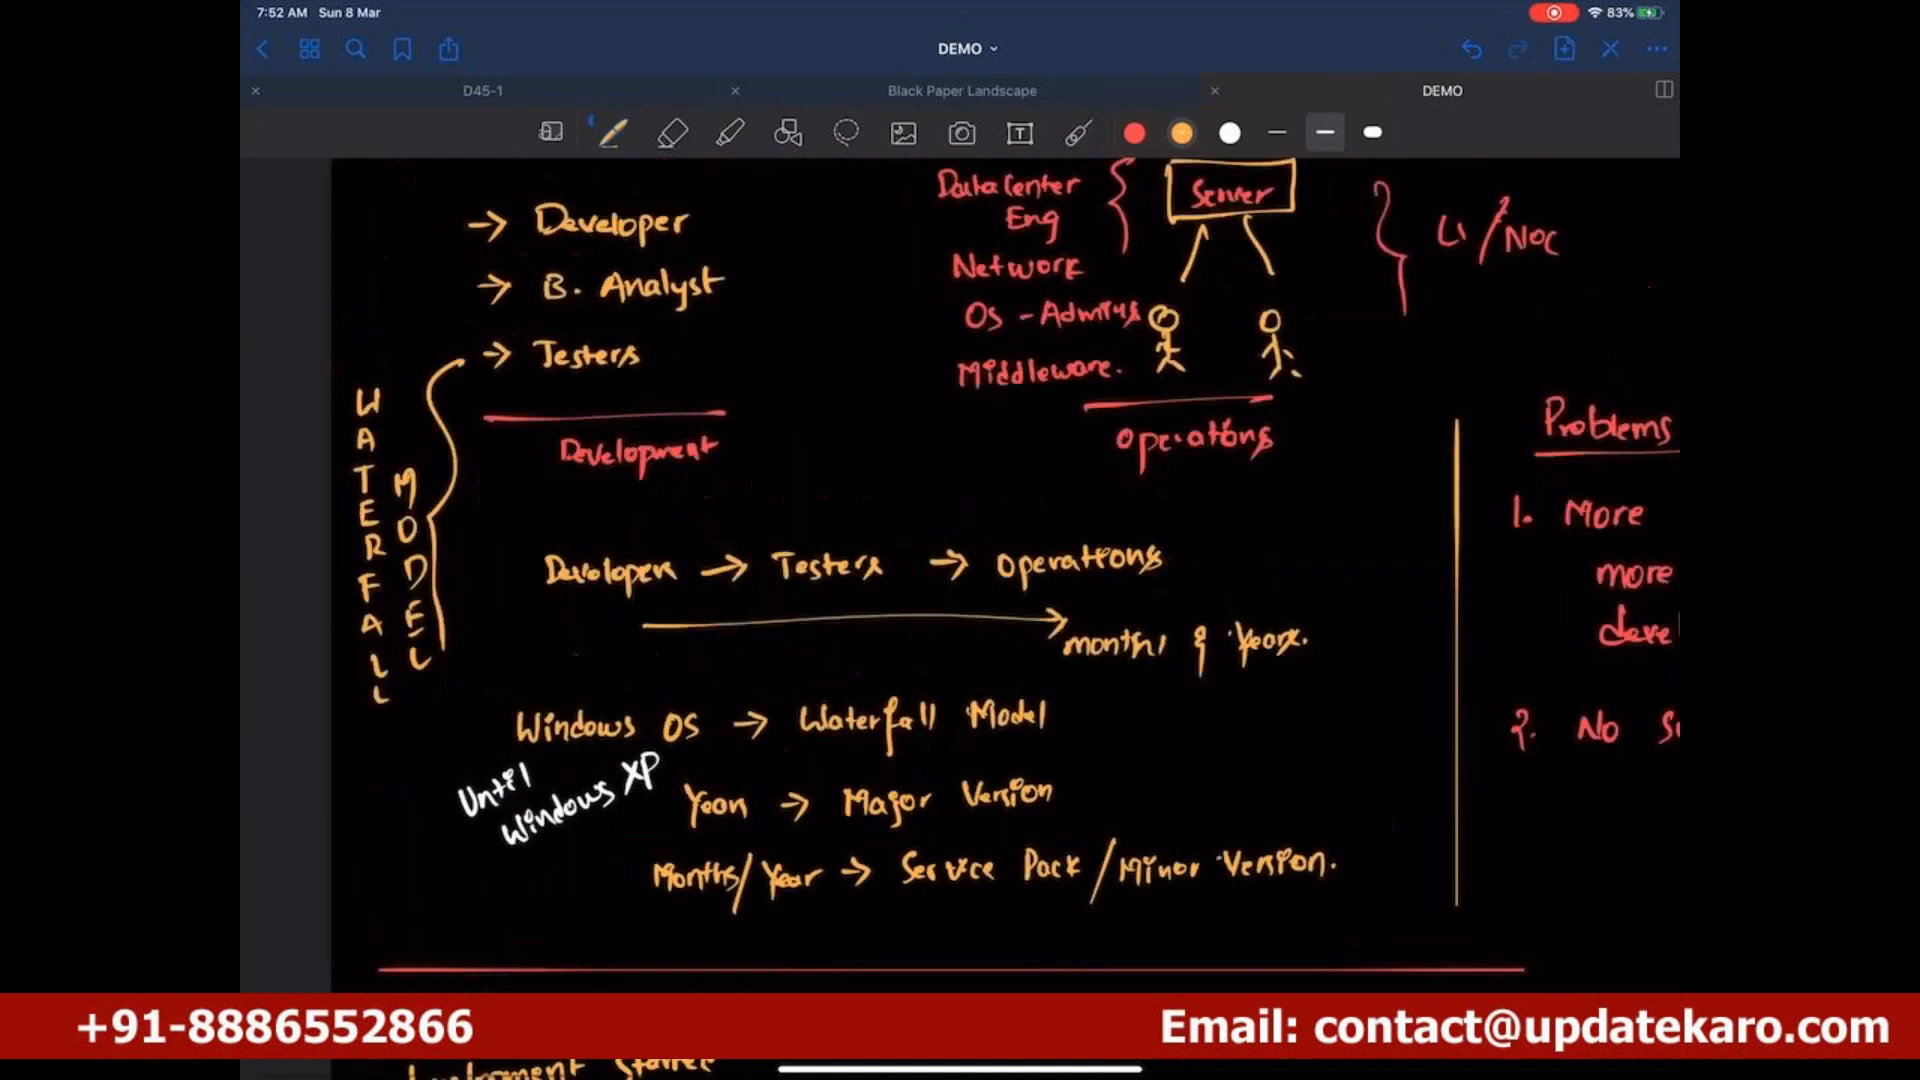 7:52 AM Sun 8 Mar
83%
DEMO
D45-1
Black Paper Landscape
DEMO
→ Developer
→ B. Analyst
→ Testers
Development
Data Center
Eng
Network
OS - Admins
Middleware.
Server
L1/NOC
Operations
WATERFALL
MODEL
Developers → Testers → Operations
months & Years.
Windows OS → Waterfall Model
Until
Windows XP
Year → Major Version
Months/Year → Service Pack/Minor Version.
Problems
1. More
more
deve
2. No
+91-8886552866
Email: contact@updatekaro.com